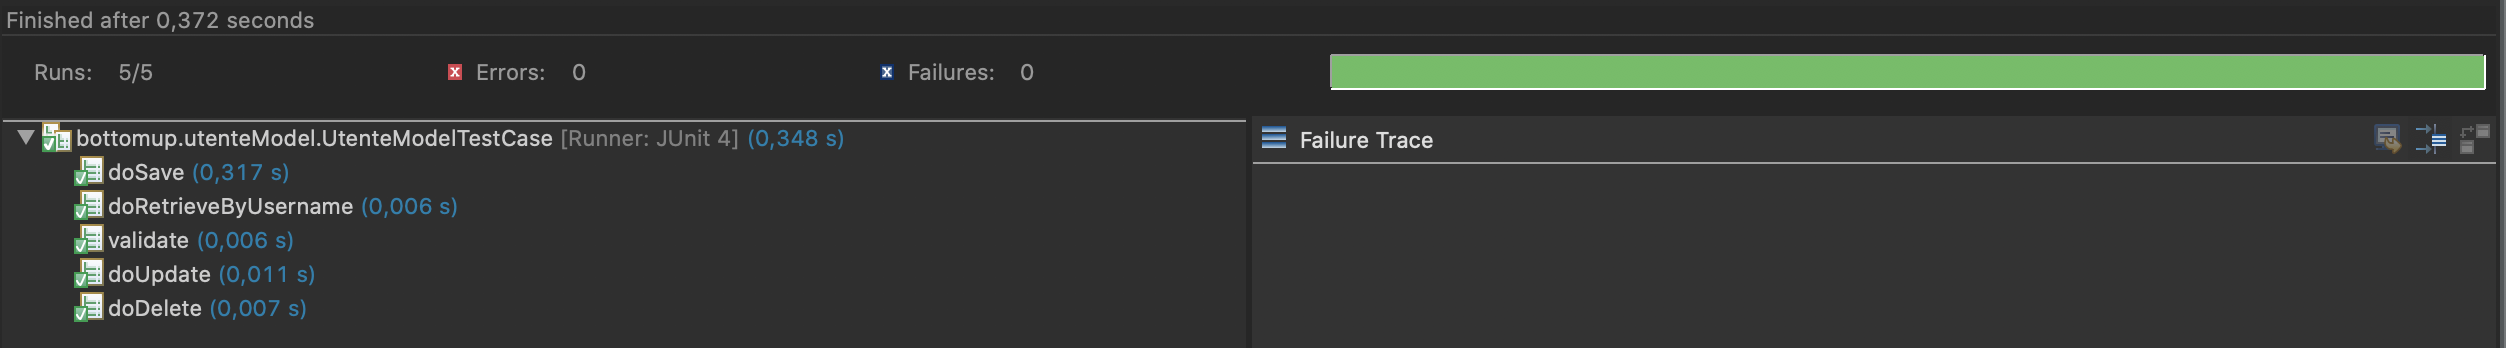 Finished after 0,372 seconds
Runs: 5/5 Errors: 0 Failures: 0
bottomup.utenteModel.UtenteModelTestCase [Runner: JUnit 4] (0,348 s)
Failure Trace
doSave (0,317 s)
doRetrieveByUsername (0,006 s)
validate (0,006 s)
doUpdate (0,011 s)
doDelete (0,007 s)